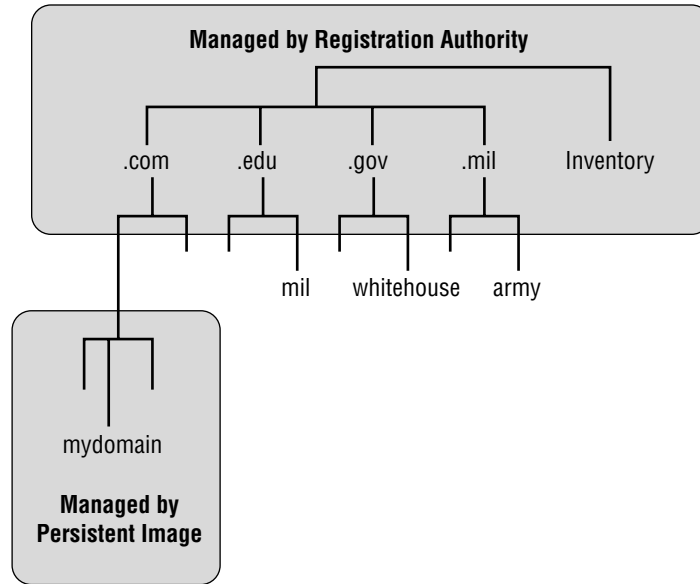 Managed by Registration Authority
.com .edu .gov .mil Inventory
mil whitehouse army
mydomain
Managed by
Persistent Image